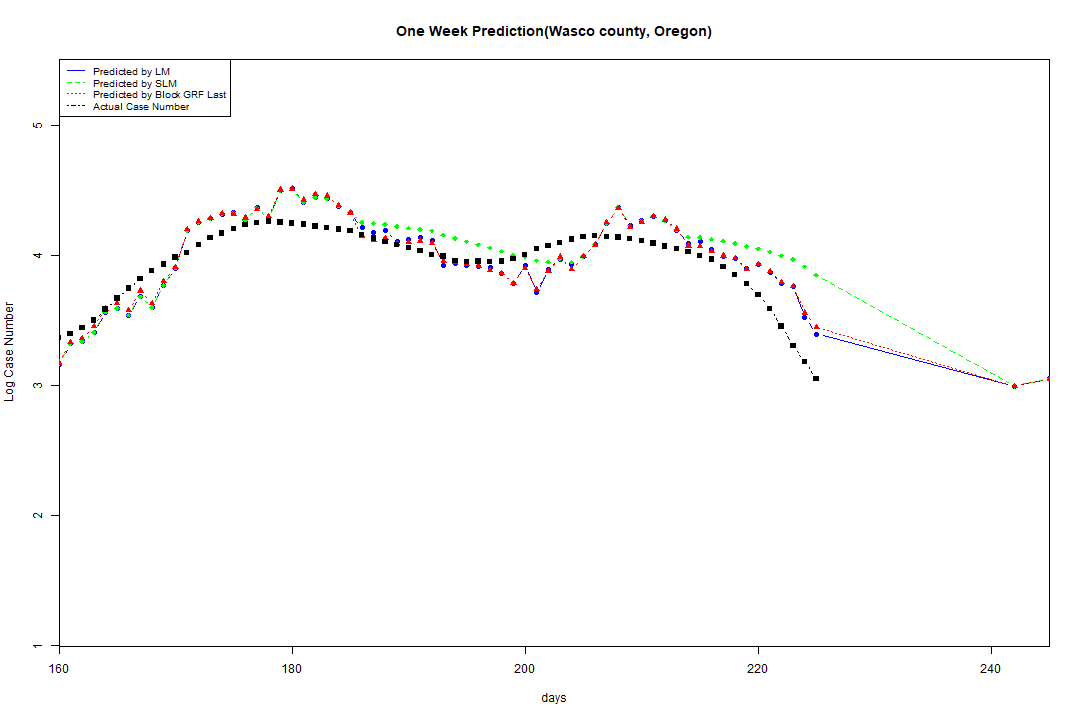 One Week Prediction(Wasco county, Oregon)
Predicted by LM
Predicted by SLM
Predicted by Block GRF Last
Actual Case Number
5
4
3
2
1
Log Case Number
160 180 200 220 240
days